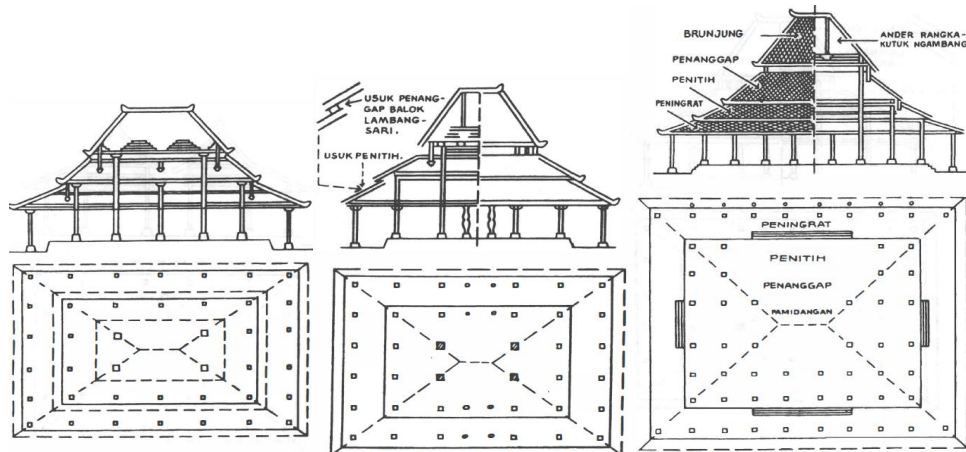 USUK PENANG-
GAP BALOK
LAMBANG-
SARI.
USUK PENITIH.
BRUNJUNG
PENANGGAP
PENITIH
PENINGRAT
ANDER RANGKA-
KUTUK NGAMBANG
PENINGRAT
PENITIH
PENANGGAP
PAMIDANGAN